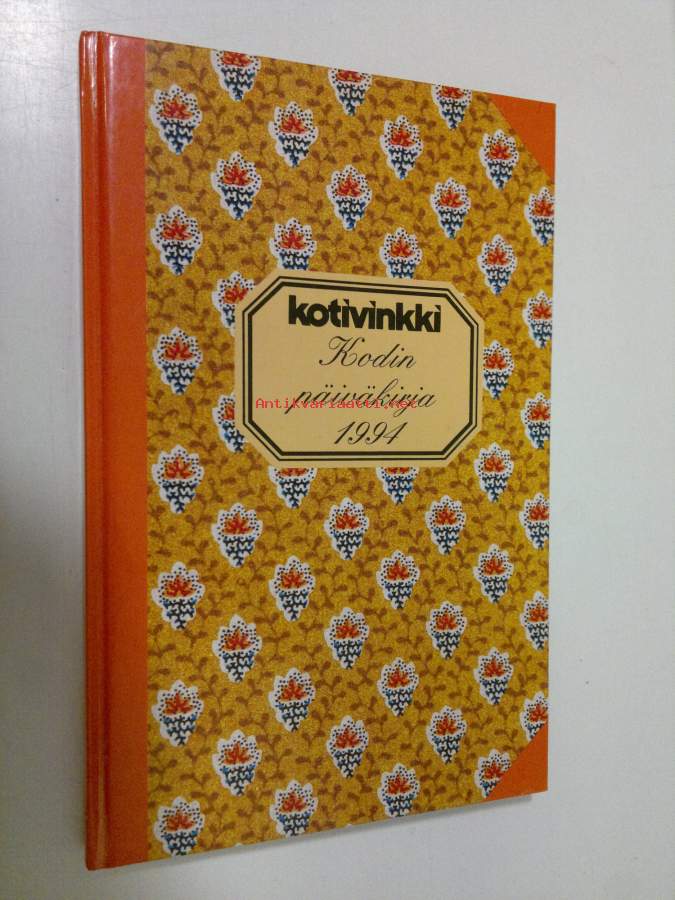 kotivinkki
Kodin
päiväkirja
Antikvariaatti.net
1994